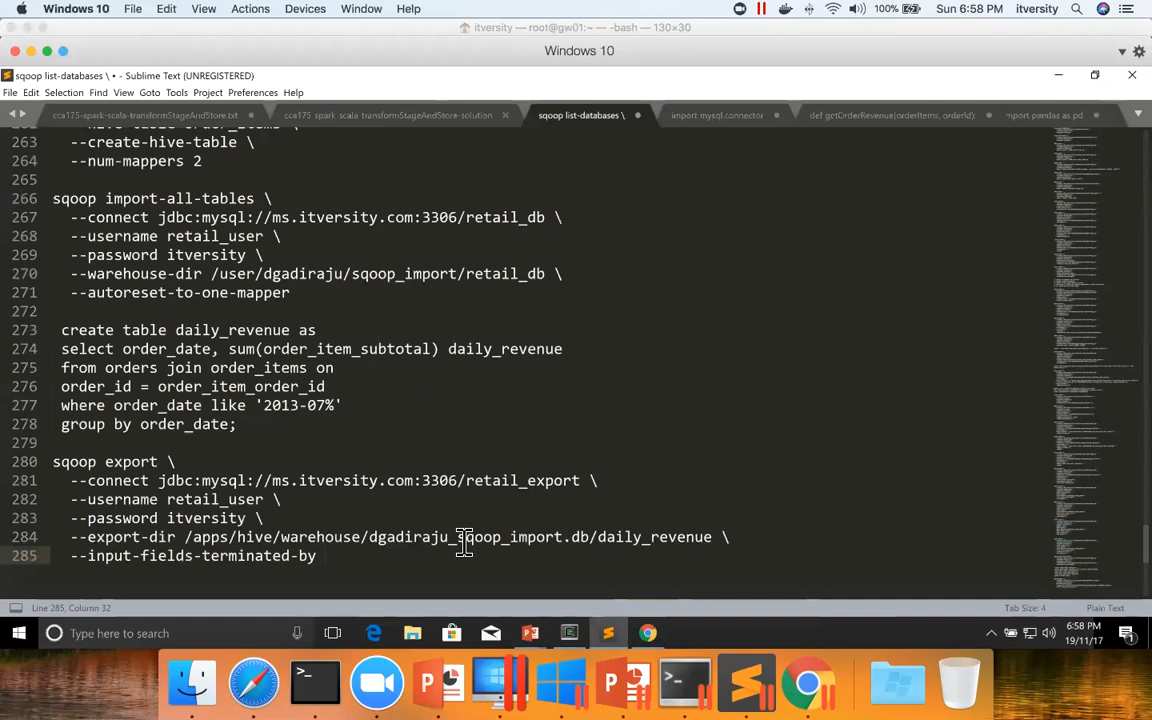 Windows 10 File Edit View Actions Devices Window Help 100% Sun 6:58 PM itversity
itversity — root@gw01:~ — -bash — 130×30
Windows 10
sqoop list-databases \ • - Sublime Text (UNREGISTERED)
File Edit Selection Find View Goto Tools Project Preferences Help
cca175-spark-scala-transformStageAndStore.txt cca175 spark scala transformStageAndStore-solution sqoop list-databases \ import mysql.connector def getOrderRevenue(orderItems, orderId): import pandas as pd
262 --hive-table order_items \
263 --create-hive-table \
264 --num-mappers 2
265
266 sqoop import-all-tables \
267 --connect jdbc:mysql://ms.itversity.com:3306/retail_db \
268 --username retail_user \
269 --password itversity \
270 --warehouse-dir /user/dgadiraju/sqoop_import/retail_db \
271 --autoreset-to-one-mapper
272
273 create table daily_revenue as
274 select order_date, sum(order_item_subtotal) daily_revenue
275 from orders join order_items on
276 order_id = order_item_order_id
277 where order_date like '2013-07%'
278 group by order_date;
279
280 sqoop export \
281 --connect jdbc:mysql://ms.itversity.com:3306/retail_export \
282 --username retail_user \
283 --password itversity \
284 --export-dir /apps/hive/warehouse/dgadiraju_sqoop_import.db/daily_revenue \
285 --input-fields-terminated-by
Line 285, Column 32 Tab Size: 4 Plain Text
Type here to search 6:58 PM
19/11/17